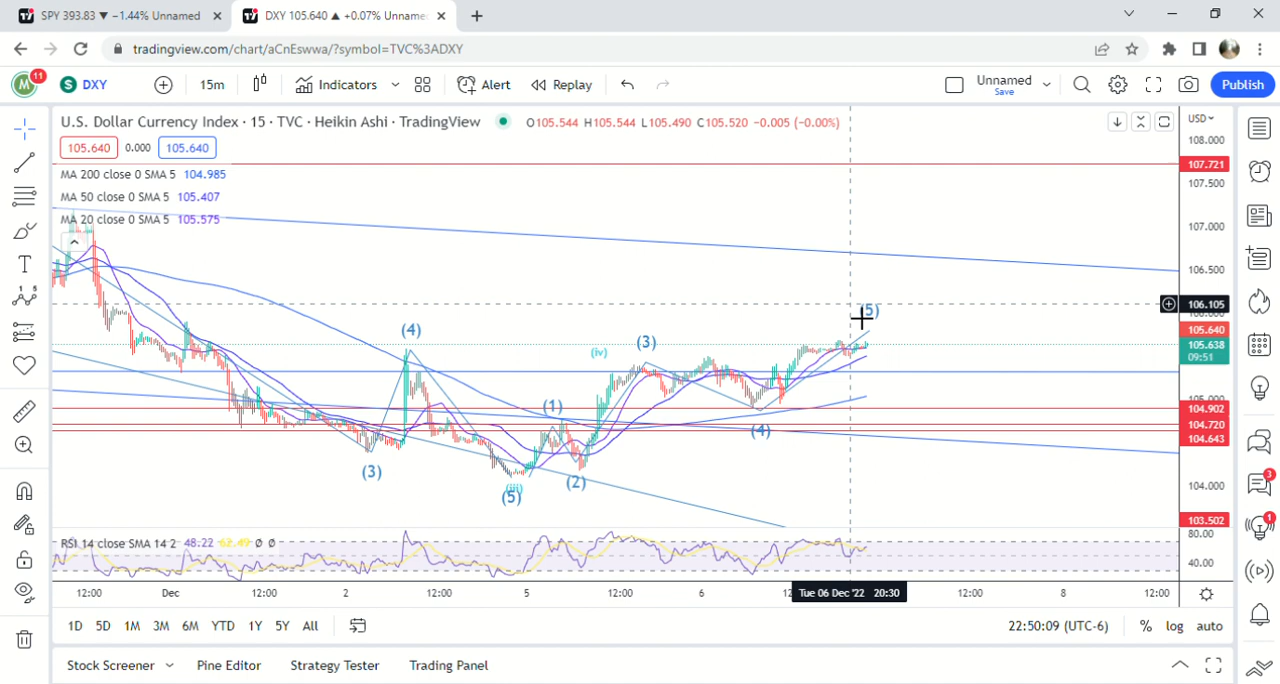 SPY 393.83 ▼ −1.44% Unnamed
DXY 105.640 ▲ +0.07% Unname
tradingview.com/chart/aCnEswwa/?symbol=TVC%3ADXY
M 11 S DXY 15m Indicators Alert Replay Unnamed Save Publish
U.S. Dollar Currency Index · 15 · TVC · Heikin Ashi · TradingView O105.544 H105.544 L105.490 C105.520 −0.005 (−0.00%)
USD
105.640 0.000 105.640
MA 200 close 0 SMA 5 104.985
MA 50 close 0 SMA 5 105.407
MA 20 close 0 SMA 5 105.575
108.000
107.721
107.500
107.000
106.500
106.105
106.000
105.640
105.638
09:51
105.000
104.902
104.720
104.643
104.000
103.502
(3)
(4)
(5)
(iii)
(1)
(2)
(iv)
(3)
(4)
(5)
RSI 14 close SMA 14 2 48.22 62.49 Ø Ø
80.00
40.00
12:00 Dec 12:00 2 12:00 5 12:00 6 12 Tue 06 Dec '22 20:30 12:00 8 12:00
1D 5D 1M 3M 6M YTD 1Y 5Y All 22:50:09 (UTC-6) % log auto
Stock Screener Pine Editor Strategy Tester Trading Panel
3
1